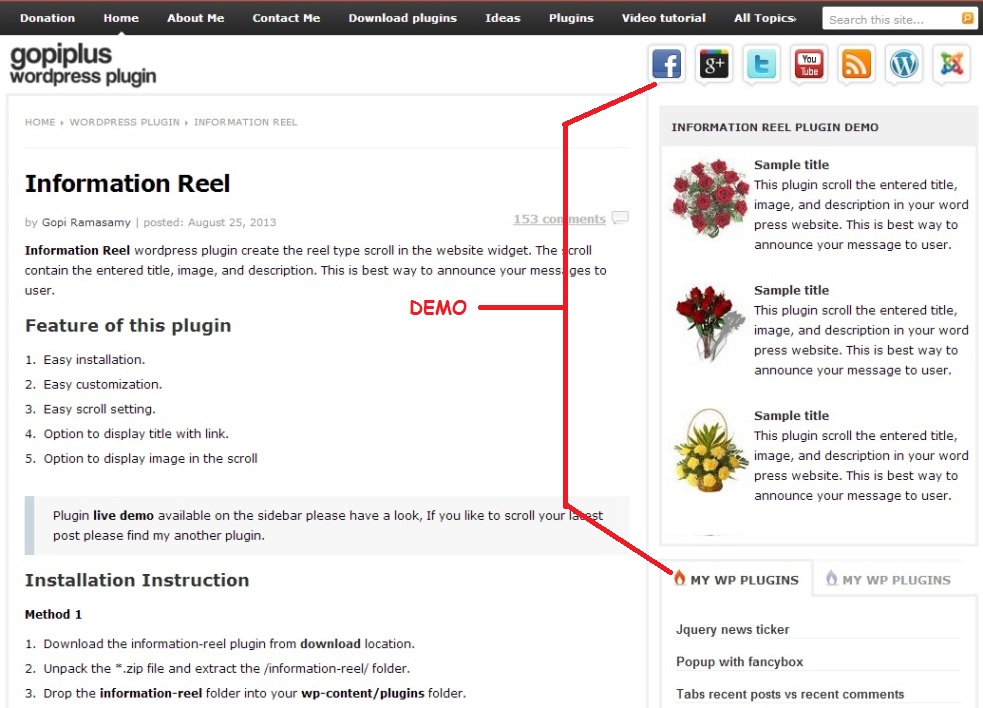 Donation Home About Me Contact Me Download plugins Ideas Plugins Video tutorial All Topics Search this site...
gopiplus
wordpress plugin
f g+ t You Tube
HOME WORDPRESS PLUGIN INFORMATION REEL
Information Reel
by Gopi Ramasamy | posted: August 25, 2013
153 comments
Information Reel wordpress plugin create the reel type scroll in the website widget. The scroll
contain the entered title, image, and description. This is best way to announce your messages to
user.
DEMO
Feature of this plugin
1. Easy installation.
2. Easy customization.
3. Easy scroll setting.
4. Option to display title with link.
5. Option to display image in the scroll
Plugin live demo available on the sidebar please have a look, If you like to scroll your latest
post please find my another plugin.
Installation Instruction
Method 1
1. Download the information-reel plugin from download location.
2. Unpack the *.zip file and extract the /information-reel/ folder.
3. Drop the information-reel folder into your wp-content/plugins folder.
INFORMATION REEL PLUGIN DEMO
Sample title
This plugin scroll the entered title,
image, and description in your word
press website. This is best way to
announce your message to user.
Sample title
This plugin scroll the entered title,
image, and description in your word
press website. This is best way to
announce your message to user.
Sample title
This plugin scroll the entered title,
image, and description in your word
press website. This is best way to
announce your message to user.
MY WP PLUGINS MY WP PLUGINS
Jquery news ticker
Popup with fancybox
Tabs recent posts vs recent comments